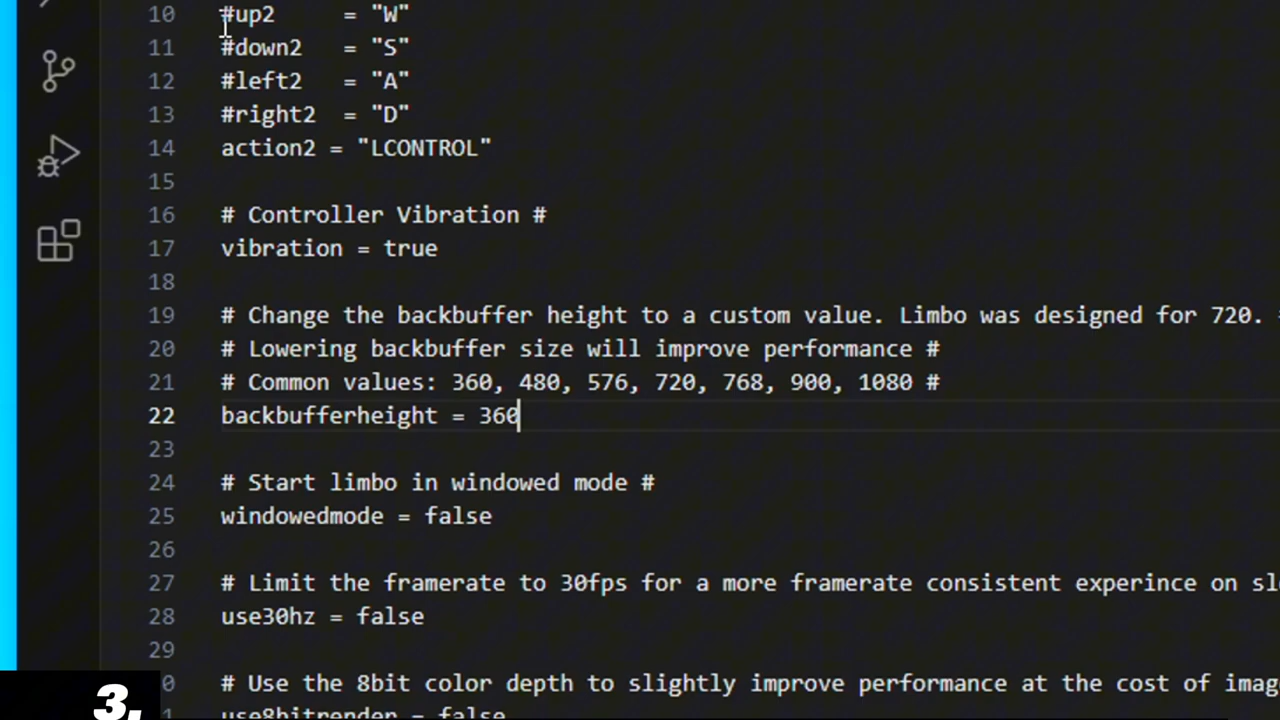 10 #up2 = "W"
11 #down2 = "S"
12 #left2 = "A"
13 #right2 = "D"
14 action2 = "LCONTROL"
15
16 # Controller Vibration #
17 vibration = true
18
19 # Change the backbuffer height to a custom value. Limbo was designed for 720.
20 # Lowering backbuffer size will improve performance #
21 # Common values: 360, 480, 576, 720, 768, 900, 1080 #
22 backbufferheight = 360
23
24 # Start limbo in windowed mode #
25 windowedmode = false
26
27 # Limit the framerate to 30fps for a more framerate consistent experince on
28 use30hz = false
29
0 # Use the 8bit color depth to slightly improve performance at the cost of
use8bitrender = false
3.